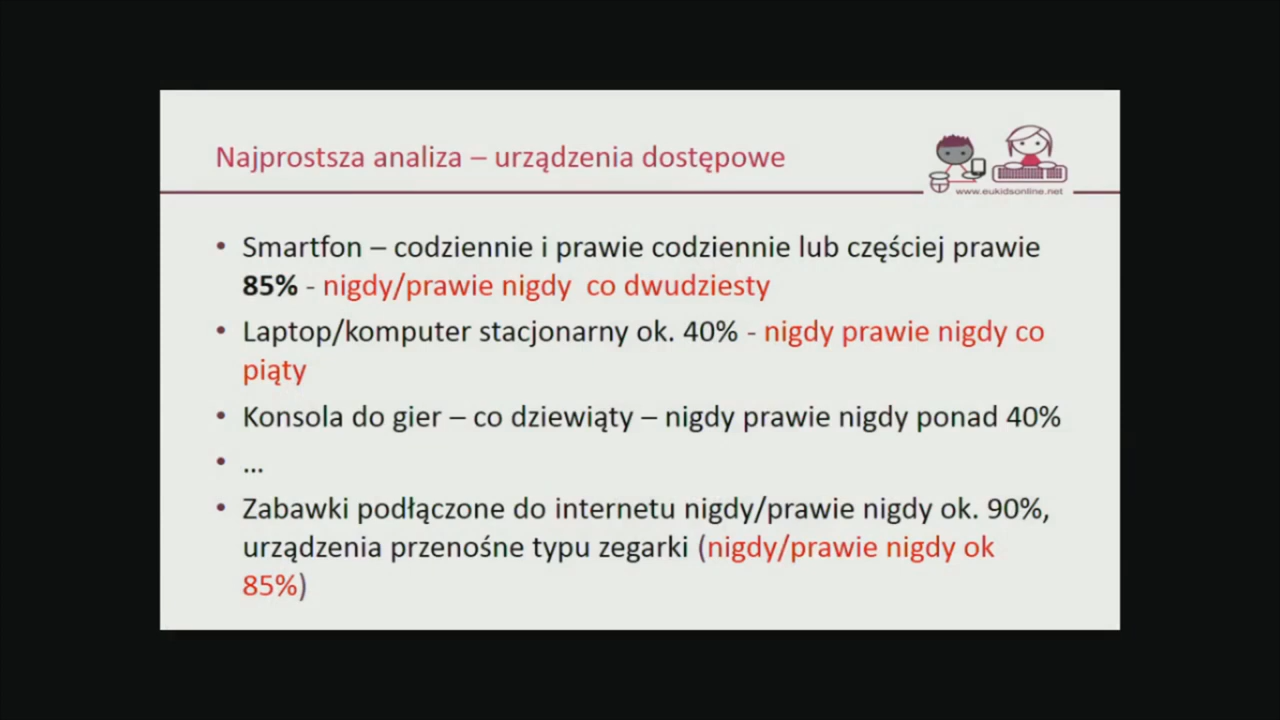 Najprostsza analiza – urządzenia dostępowe
www.eukidsonline.net
• Smartfon – codziennie i prawie codziennie lub częściej prawie
85% - nigdy/prawie nigdy  co dwudziesty
• Laptop/komputer stacjonarny ok. 40% - nigdy prawie nigdy co
piąty
• Konsola do gier – co dziewiąty – nigdy prawie nigdy ponad 40%
• ...
• Zabawki podłączone do internetu nigdy/prawie nigdy ok. 90%,
urządzenia przenośne typu zegarki (nigdy/prawie nigdy ok
85%)